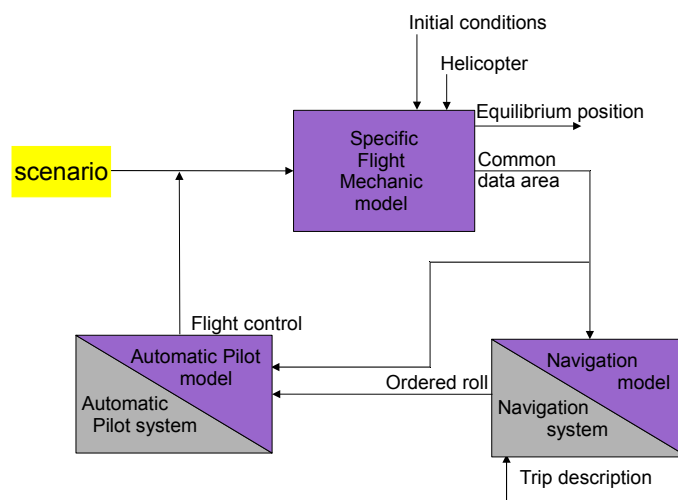 Initial conditions
Helicopter
Equilibrium position
Specific
Flight
Mechanic
model
Common
data area
scenario
Flight control
Automatic Pilot
model
Automatic
Pilot system
Ordered roll
Navigation
model
Navigation
system
Trip description